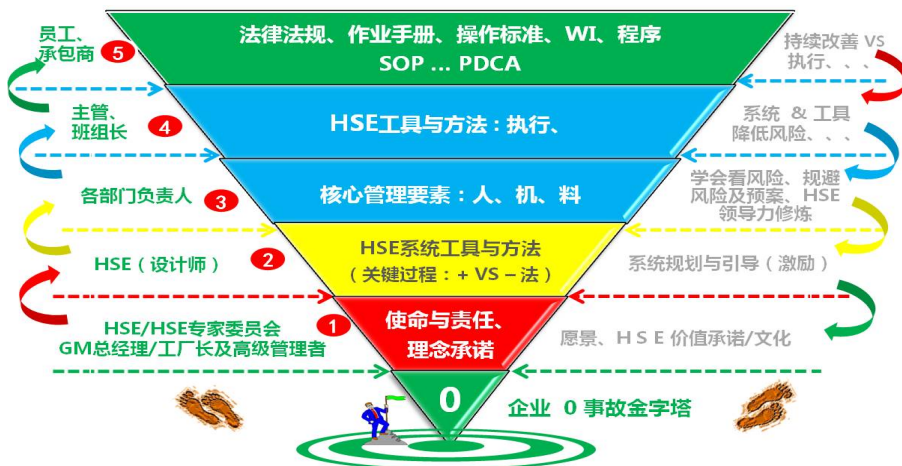 员工、
承包商
5
法律法规、作业手册、操作标准、WI、程序
SOP ... PDCA
持续改善 VS
执行、、、
主管、
班组长
4
HSE工具与方法：执行、
系统 & 工具
降低风险、、、
各部门负责人
3
核心管理要素：人、机、料
学会看风险、规避
风险及预案、HSE
领导力修炼
HSE（设计师）
2
HSE系统工具与方法
（关键过程：+ VS – 法）
系统规划与引导（激励）
HSE/HSE专家委员会
GM总经理/工厂长及高级管理者
1
使命与责任、
理念承诺
愿景、H S E 价值承诺/文化
0
企业 0 事故金字塔